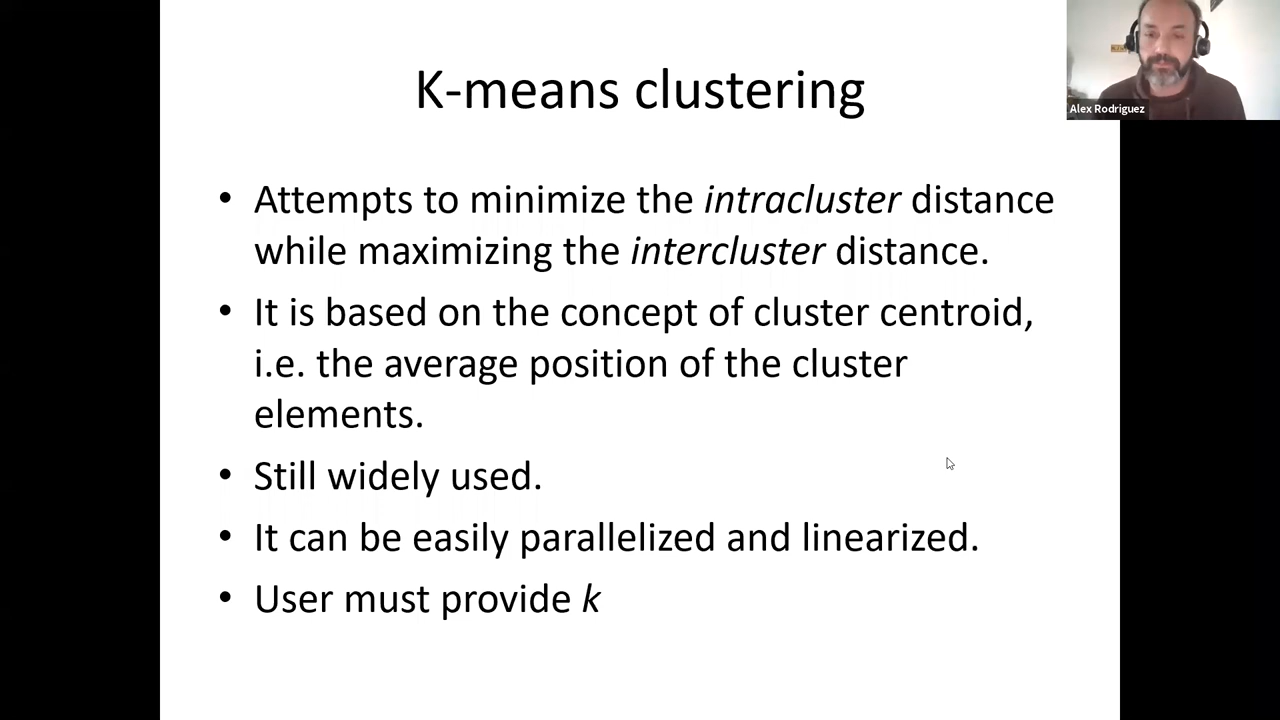 K-means clustering
Alex Rodriguez
• Attempts to minimize the intracluster distance
while maximizing the intercluster distance.
• It is based on the concept of cluster centroid,
i.e. the average position of the cluster
elements.
• Still widely used.
• It can be easily parallelized and linearized.
• User must provide k